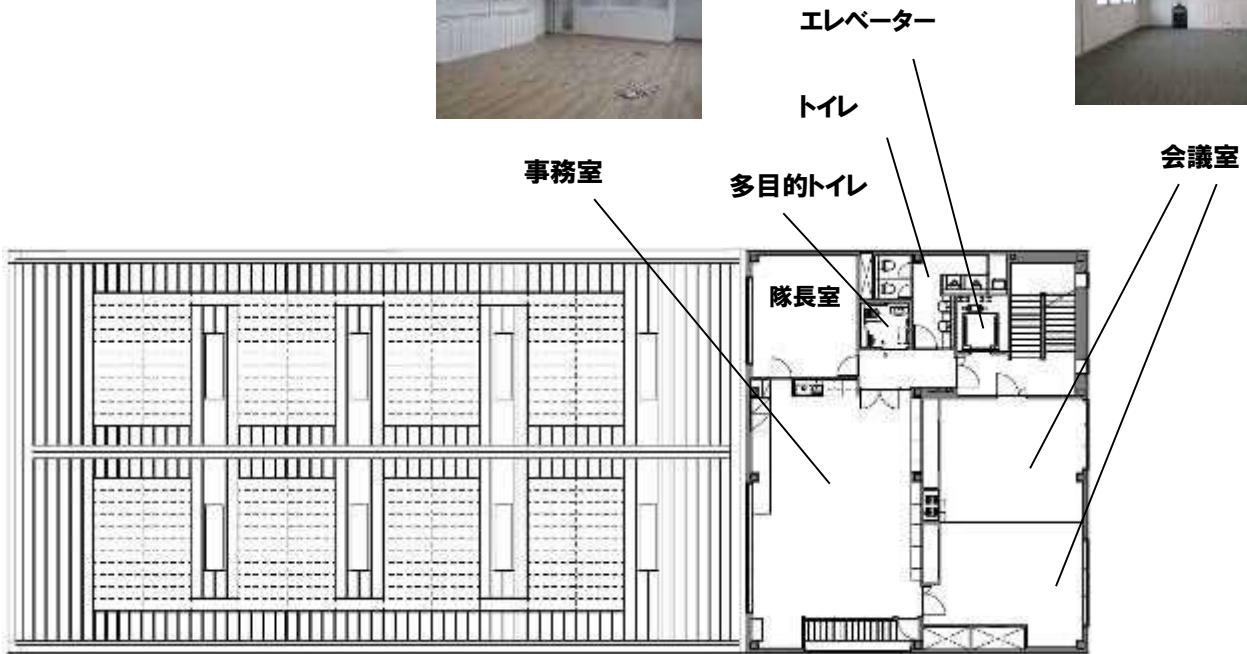 エレベーター
トイレ
会議室
事務室
多目的トイレ
隊長室